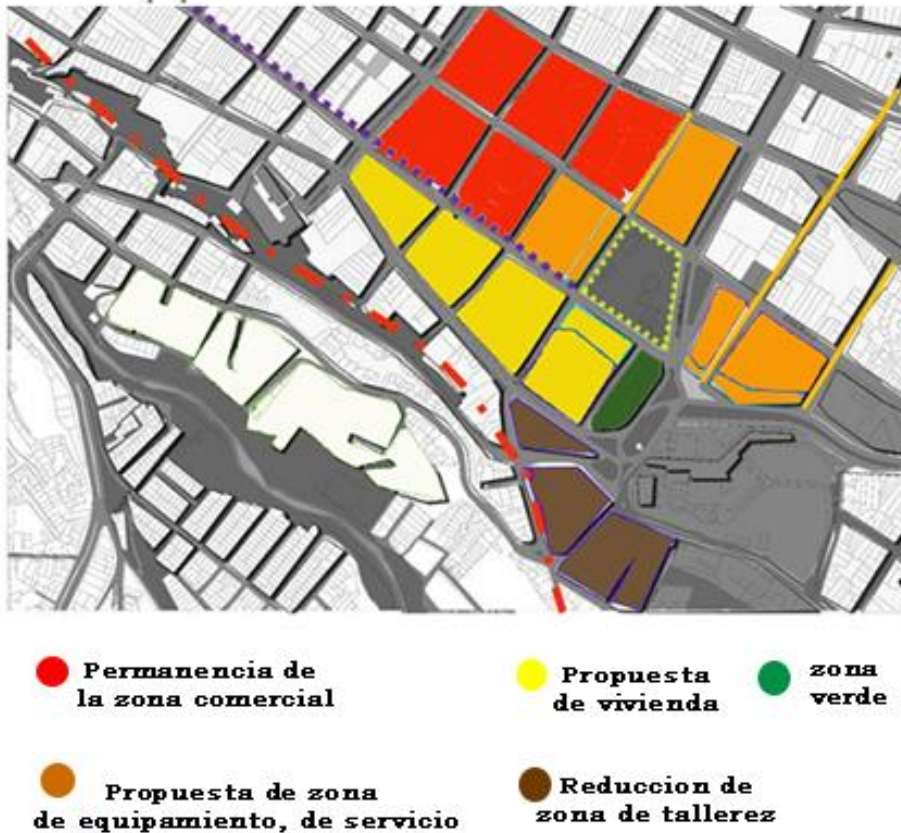 Permanencia de
la zona comercial
Propuesta
de vivienda
zona
verde
Propuesta de zona
de equipamiento, de servicio
Reduccion de
zona de tallerez